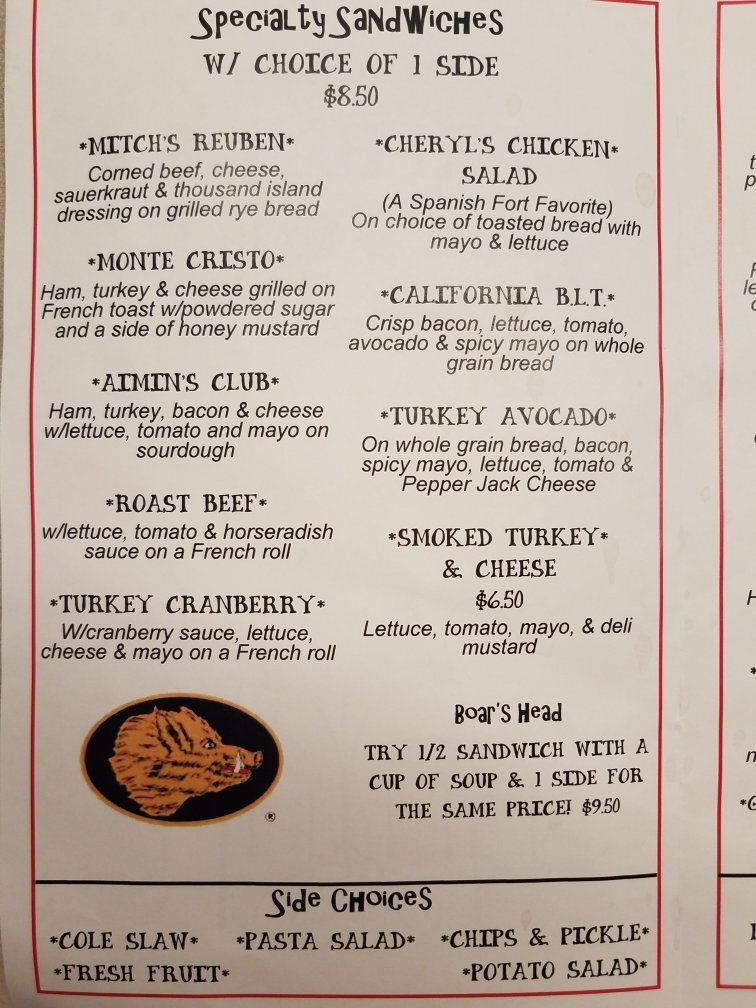 Specialty Sandwiches
W/ CHOICE OF 1 SIDE
$8.50
*MITCH'S REUBEN*
Corned beef, cheese,
sauerkraut & thousand island
dressing on grilled rye bread
*MONTE CRISTO*
Ham, turkey & cheese grilled on
French toast w/powdered sugar
and a side of honey mustard
*AIMIN'S CLUB*
Ham, turkey, bacon & cheese
w/lettuce, tomato and mayo on
sourdough
*ROAST BEEF*
w/lettuce, tomato & horseradish
sauce on a French roll
*TURKEY CRANBERRY*
W/cranberry sauce, lettuce,
cheese & mayo on a French roll
*CHERYL'S CHICKEN*
SALAD
(A Spanish Fort Favorite)
On choice of toasted bread with
mayo & lettuce
*CALIFORNIA B.L.T.*
Crisp bacon, lettuce, tomato,
avocado & spicy mayo on whole
grain bread
*TURKEY AVOCADO*
On whole grain bread, bacon,
spicy mayo, lettuce, tomato &
Pepper Jack Cheese
*SMOKED TURKEY*
& CHEESE
$6.50
Lettuce, tomato, mayo, & deli
mustard
®
Boar's Head
TRY 1/2 SANDWICH WITH A
CUP OF SOUP & 1 SIDE FOR
THE SAME PRICE! $9.50
Side Choices
*COLE SLAW* *PASTA SALAD* *CHIPS & PICKLE*
*FRESH FRUIT* *POTATO SALAD*